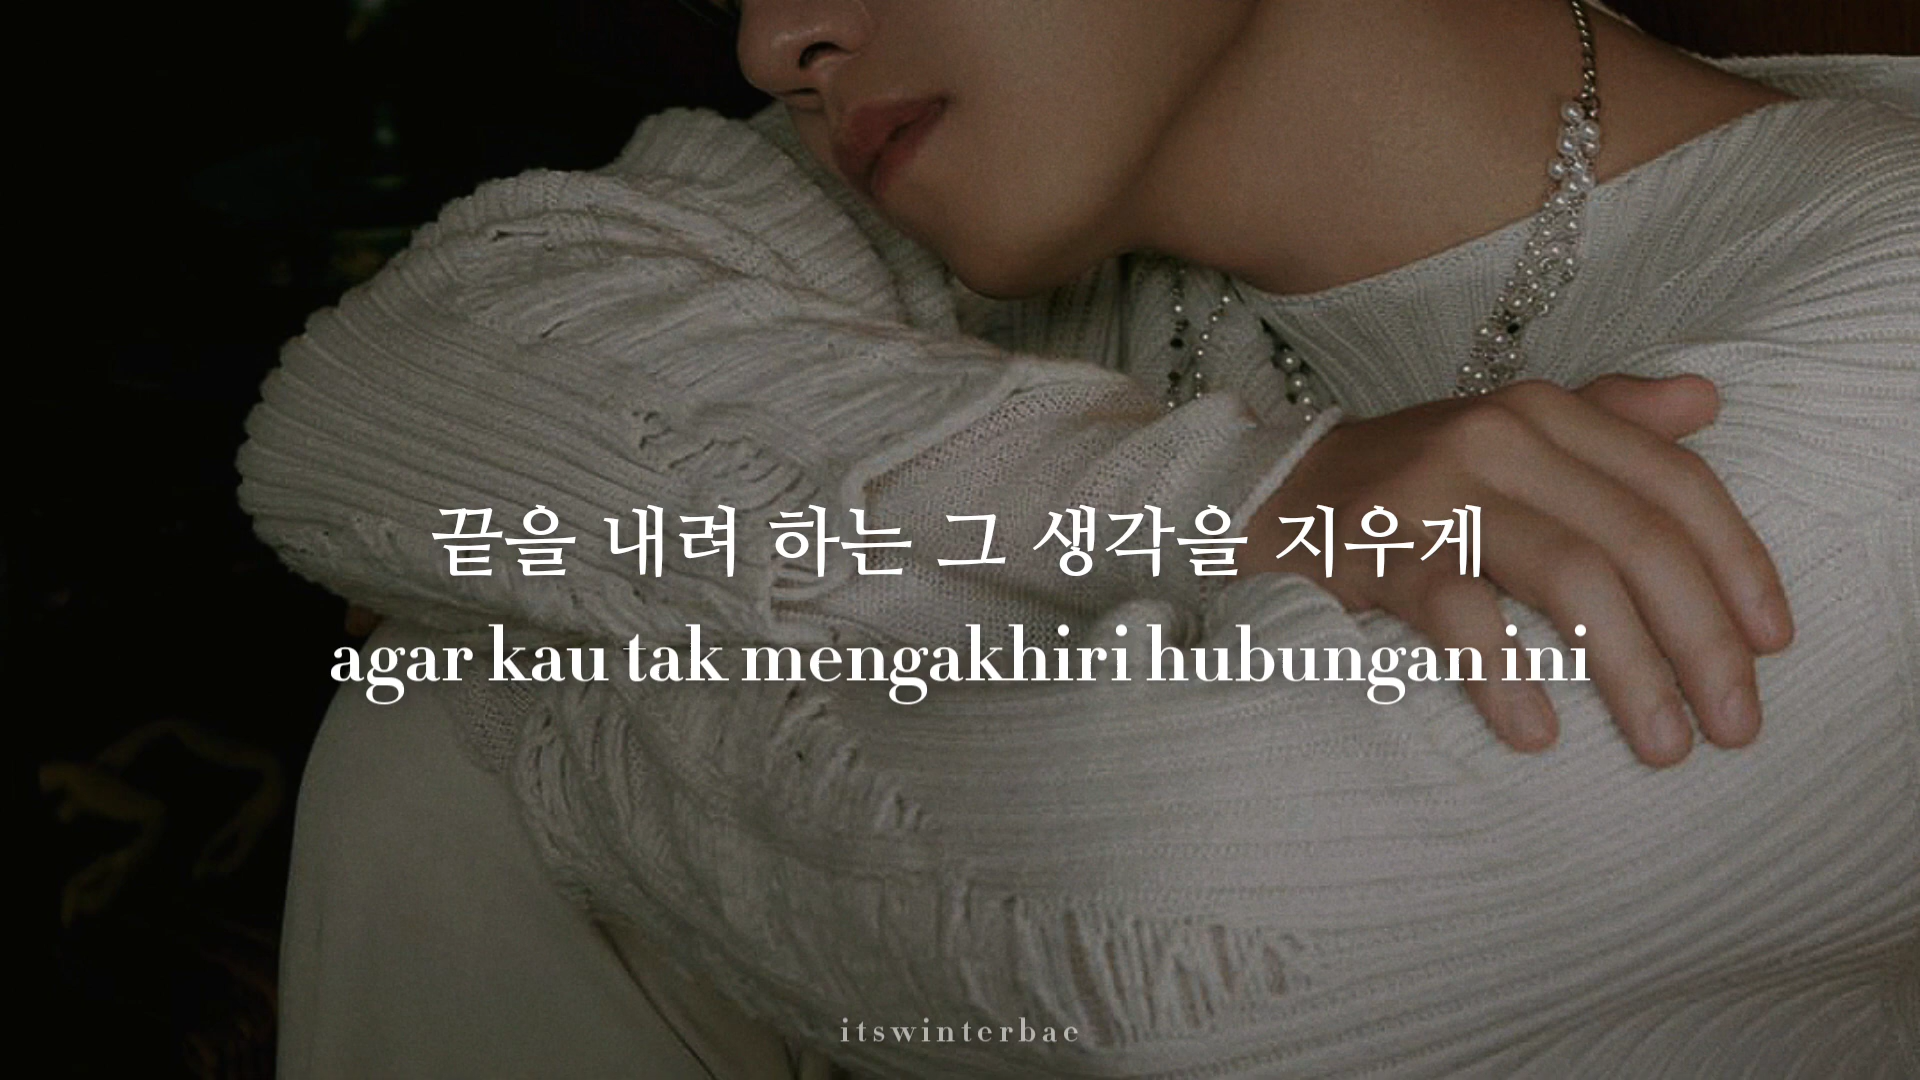 끝을 내려 하는 그 생각을 지우게
agar kau tak mengakhiri hubungan ini
itswinterbae